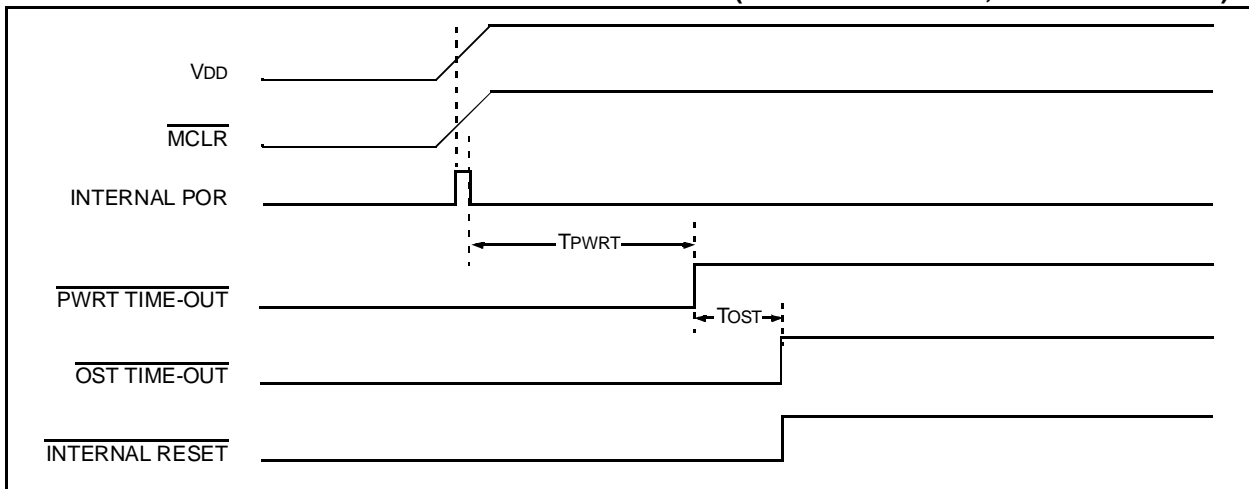 VDD
MCLR
INTERNAL POR
TPWRT
PWRT TIME-OUT
TOST
OST TIME-OUT
INTERNAL RESET